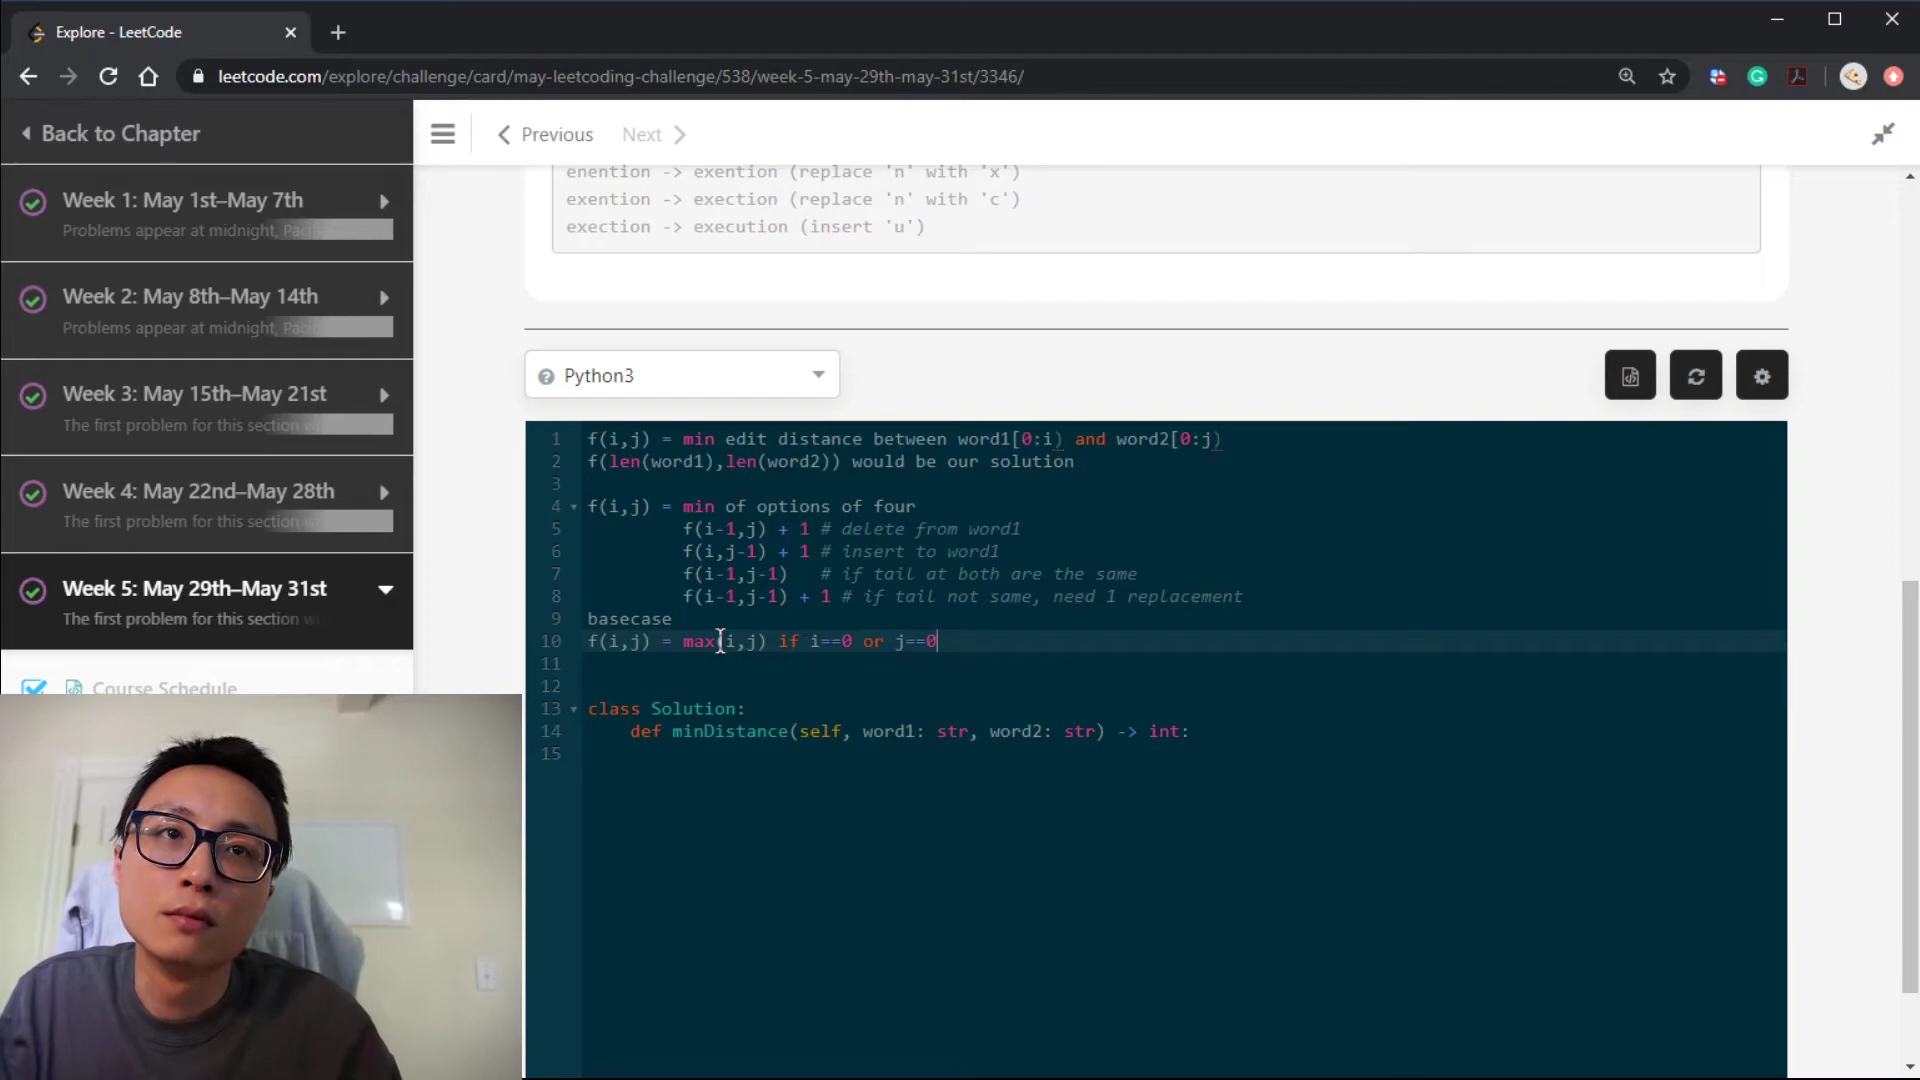 Explore - LeetCode
leetcode.com/explore/challenge/card/may-leetcoding-challenge/538/week-5-may-29th-may-31st/3346/
Back to Chapter
Previous
Next
Week 1: May 1st–May 7th
Problems appear at midnight, Pacif
Week 2: May 8th–May 14th
Problems appear at midnight, Pacif
Week 3: May 15th–May 21st
The first problem for this section w
Week 4: May 22nd–May 28th
The first problem for this section w
Week 5: May 29th–May 31st
The first problem for this section w
Course Schedule
enention -> exention (replace 'n' with 'x')
exention -> exection (replace 'n' with 'c')
exection -> execution (insert 'u')
Python3
1 f(i,j) = min edit distance between word1[0:i) and word2[0:j)
2 f(len(word1),len(word2)) would be our solution
3
4 f(i,j) = min of options of four
5 f(i-1,j) + 1 # delete from word1
6 f(i,j-1) + 1 # insert to word1
7 f(i-1,j-1) # if tail at both are the same
8 f(i-1,j-1) + 1 # if tail not same, need 1 replacement
9 basecase
10 f(i,j) = max(i,j) if i==0 or j==0
11
12
13 class Solution:
14 def minDistance(self, word1: str, word2: str) -> int:
15